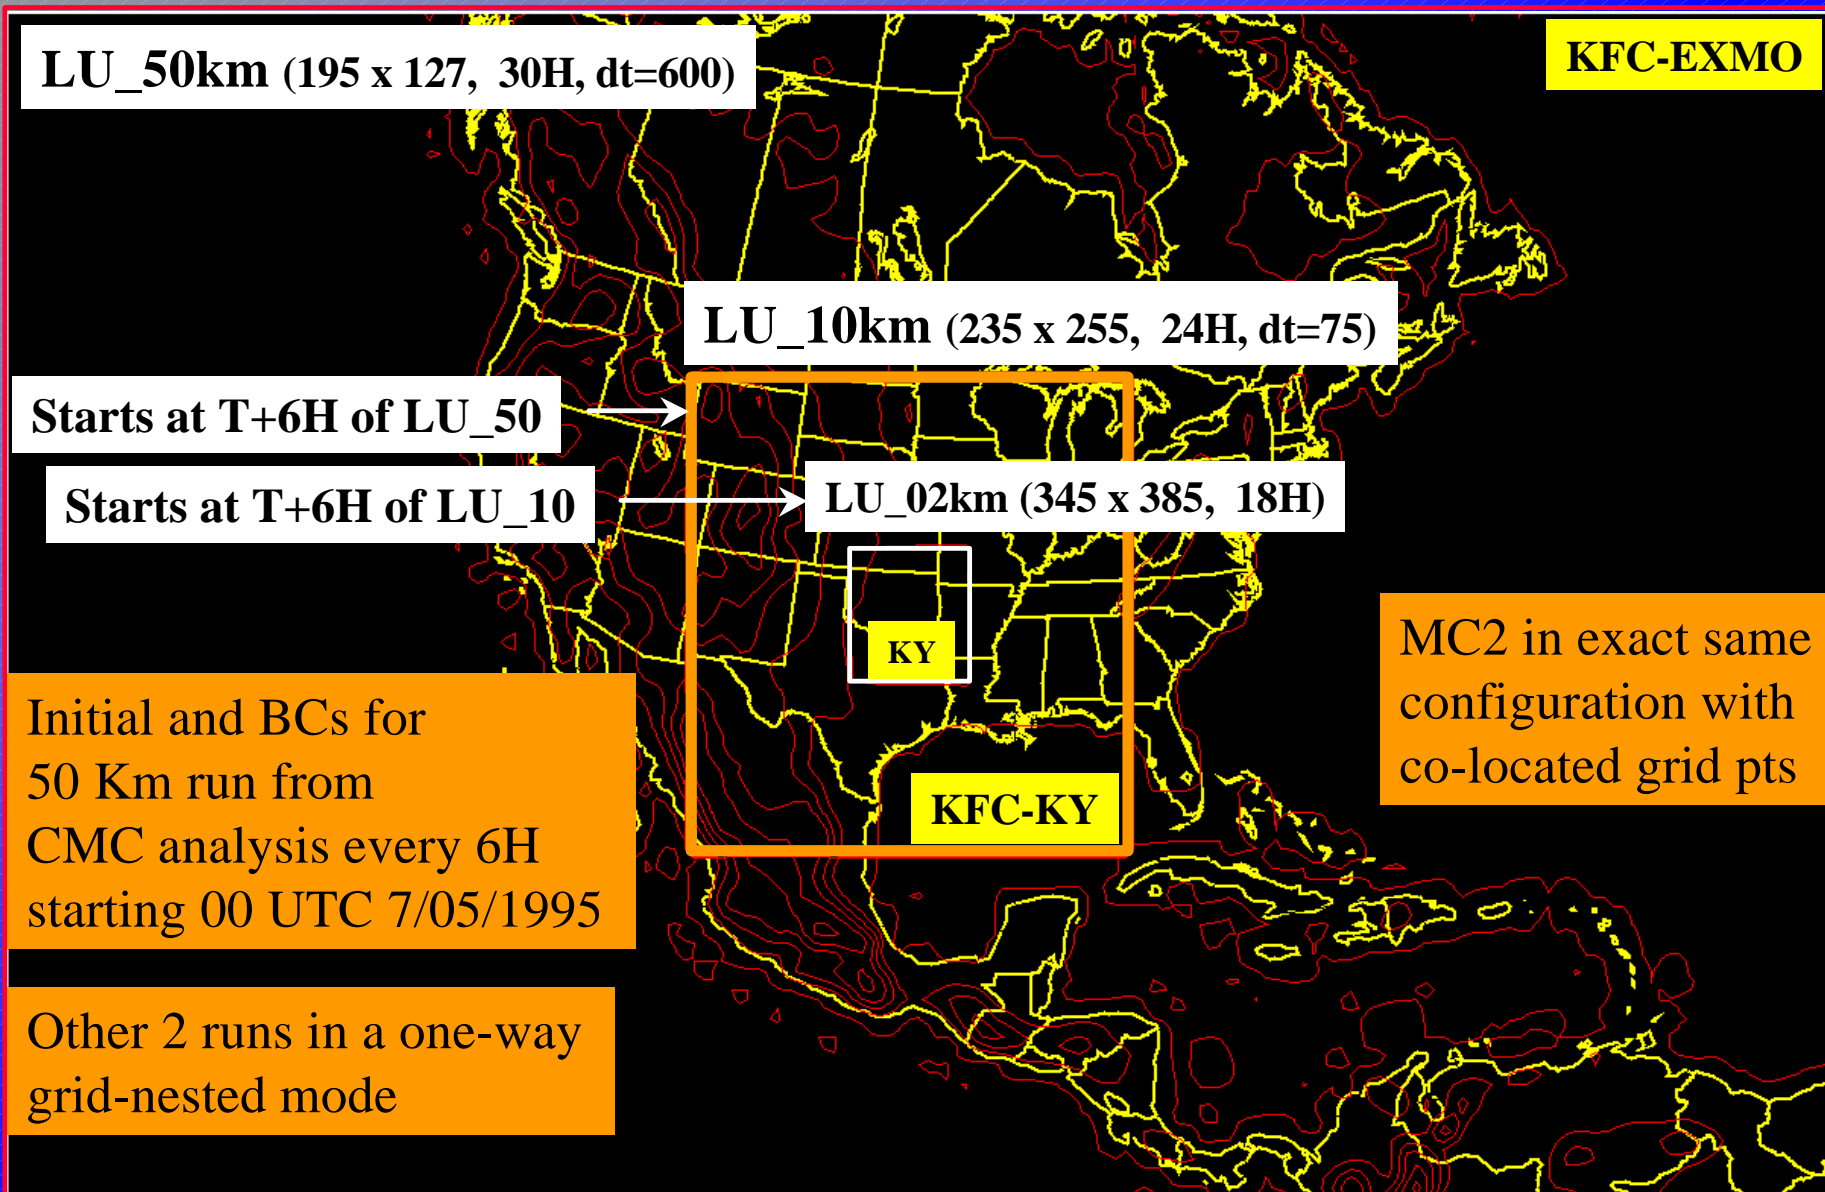 LU_50km (195 x 127, 30H, dt=600)
KFC-EXMO
LU_10km (235 x 255, 24H, dt=75)
Starts at T+6H of LU_50
Starts at T+6H of LU_10
LU_02km (345 x 385, 18H)
KY
KFC-KY
MC2 in exact same
configuration with
co-located grid pts
Initial and BCs for
50 Km run from
CMC analysis every 6H
starting 00 UTC 7/05/1995
Other 2 runs in a one-way
grid-nested mode